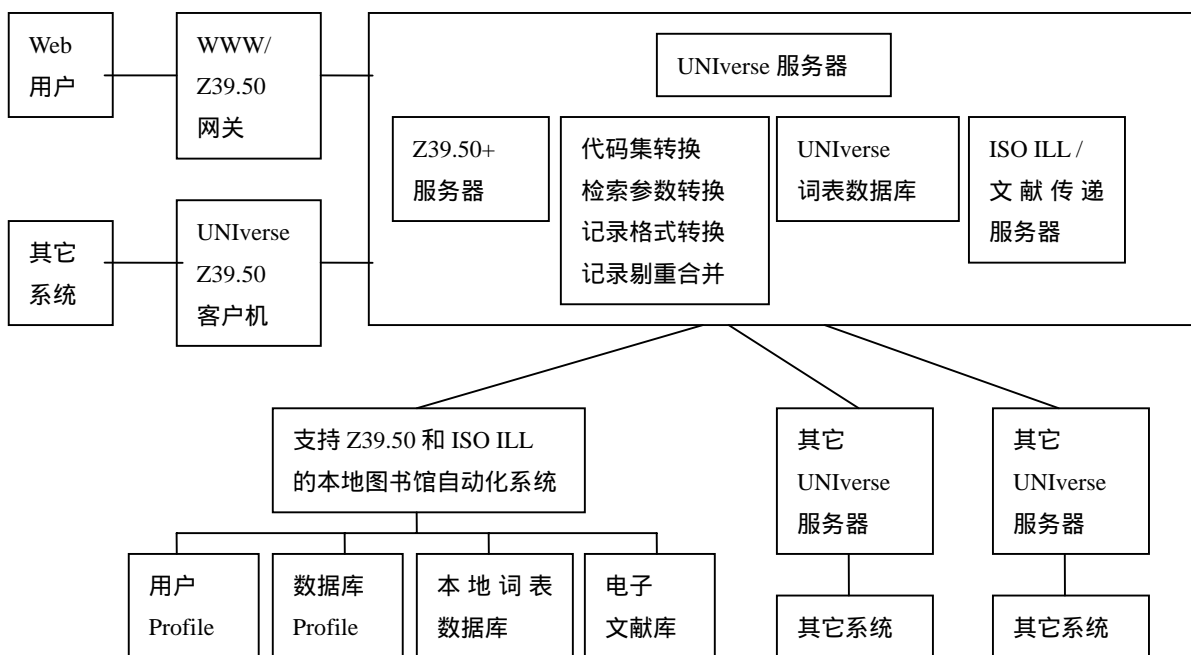 Web
用户
WWW/
Z39.50
网关
UNIverse 服务器
Z39.50+
服务器
代码集转换
检索参数转换
记录格式转换
记录剔重合并
UNIverse
词表数据库
ISO ILL /
文 献 传 递
服务器
其它
系统
UNIverse
Z39.50
客户机
支持 Z39.50 和 ISO ILL
的本地图书馆自动化系统
其它
UNIverse
服务器
其它
UNIverse
服务器
用户
Profile
数据库
Profile
本 地 词 表
数据库
电子
文献库
其它系统
其它系统